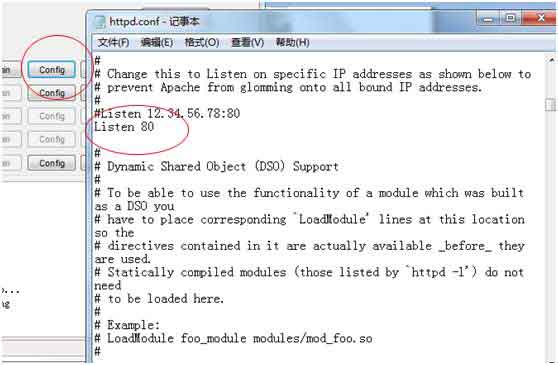 httpd.conf - 记事本
文件(F) 编辑(E) 格式(O) 查看(V) 帮助(H)
Config
Config
Config
Config
#
# Change this to Listen on specific IP addresses as shown below to
# prevent Apache from glomming onto all bound IP addresses.
#
#Listen 12.34.56.78:80
Listen 80
#
# Dynamic Shared Object (DSO) Support
#
# To be able to use the functionality of a module which was built
as a DSO you
# have to place corresponding `LoadModule' lines at this location
so the
# directives contained in it are actually available _before_ they
are used.
# Statically compiled modules (those listed by `httpd -l') do not
need
# to be loaded here.
#
# Example:
# LoadModule foo_module modules/mod_foo.so
#